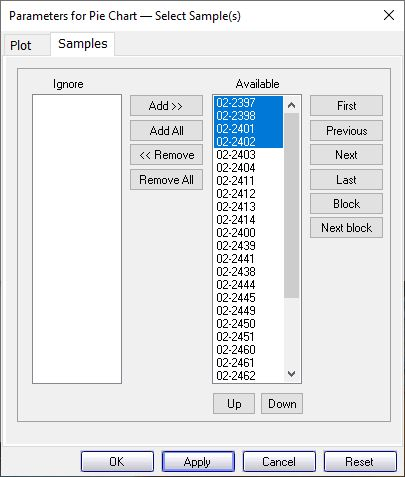 Parameters for Pie Chart — Select Sample(s)
Plot
Samples
Ignore
Available
Add >>
Add All
<< Remove
Remove All
02-2397
02-2398
02-2401
02-2402
02-2403
02-2404
02-2411
02-2412
02-2413
02-2414
02-2400
02-2439
02-2441
02-2438
02-2444
02-2445
02-2449
02-2450
02-2451
02-2460
02-2461
02-2462
First
Previous
Next
Last
Block
Next block
Up
Down
OK
Apply
Cancel
Reset